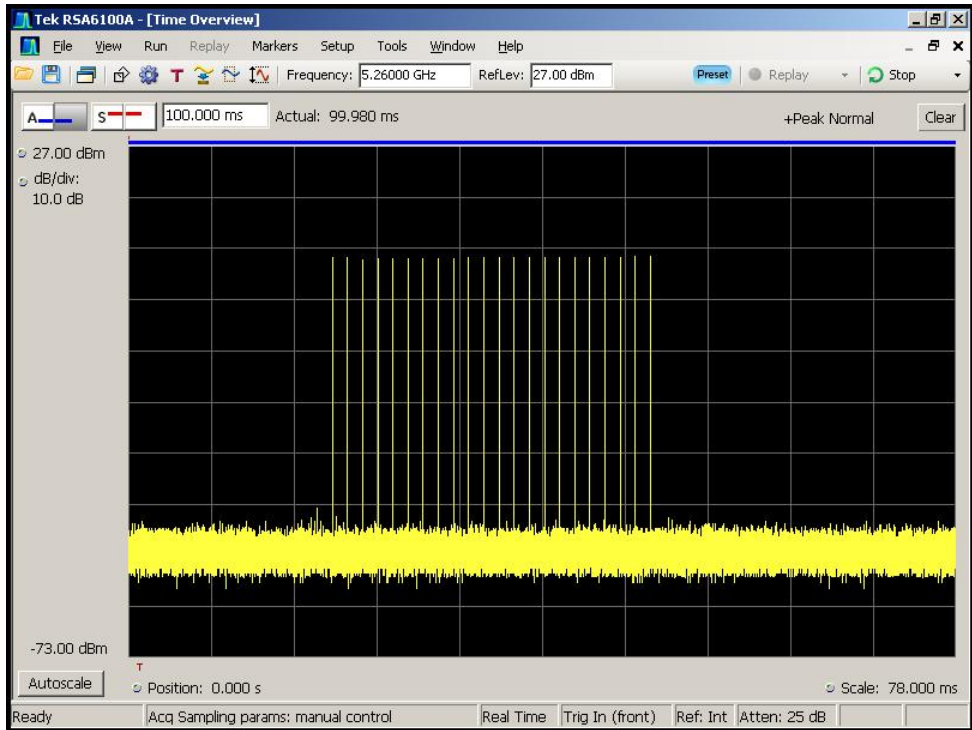 Tek RSA6100A - [Time Overview]
File View Run Replay Markers Setup Tools Window Help
T Frequency: 5.26000 GHz RefLev: 27.00 dBm Preset Replay Stop
A S 100.000 ms Actual: 99.980 ms +Peak Normal Clear
27.00 dBm
dB/div:
10.0 dB
-73.00 dBm
T
Autoscale Position: 0.000 s Scale: 78.000 ms
Ready Acq Sampling params: manual control Real Time Trig In (front) Ref: Int Atten: 25 dB